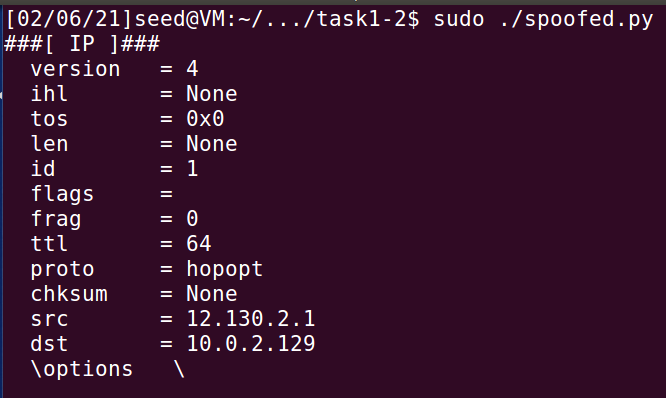 [02/06/21]seed@VM:~/.../task1-2$ sudo ./spoofed.py
###[ IP ]###
  version   = 4
  ihl       = None
  tos       = 0x0
  len       = None
  id        = 1
  flags     =
  frag      = 0
  ttl       = 64
  proto     = hopopt
  chksum    = None
  src       = 12.130.2.1
  dst       = 10.0.2.129
  \options   \